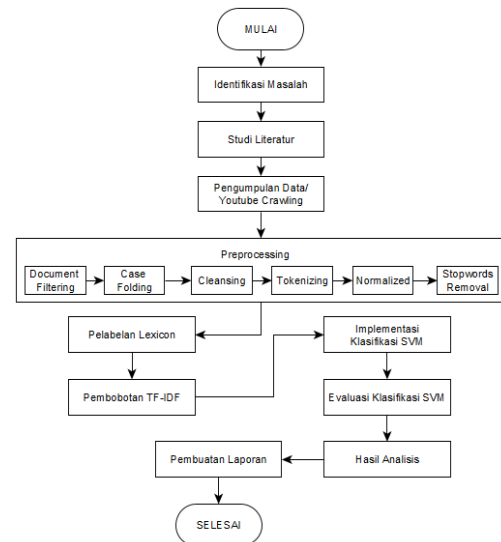 MULAI
Identifikasi Masalah
Studi Literatur
Pengumpulan Data/
Youtube Crawling
Preprocessing
Document
Filtering
Case
Folding
Cleansing
Tokenizing
Normalized
Stopwords
Removal
Pelabelan Lexicon
Pembobotan TF-IDF
Implementasi
Klasifikasi SVM
Evaluasi Klasifikasi SVM
Hasil Analisis
Pembuatan Laporan
SELESAI